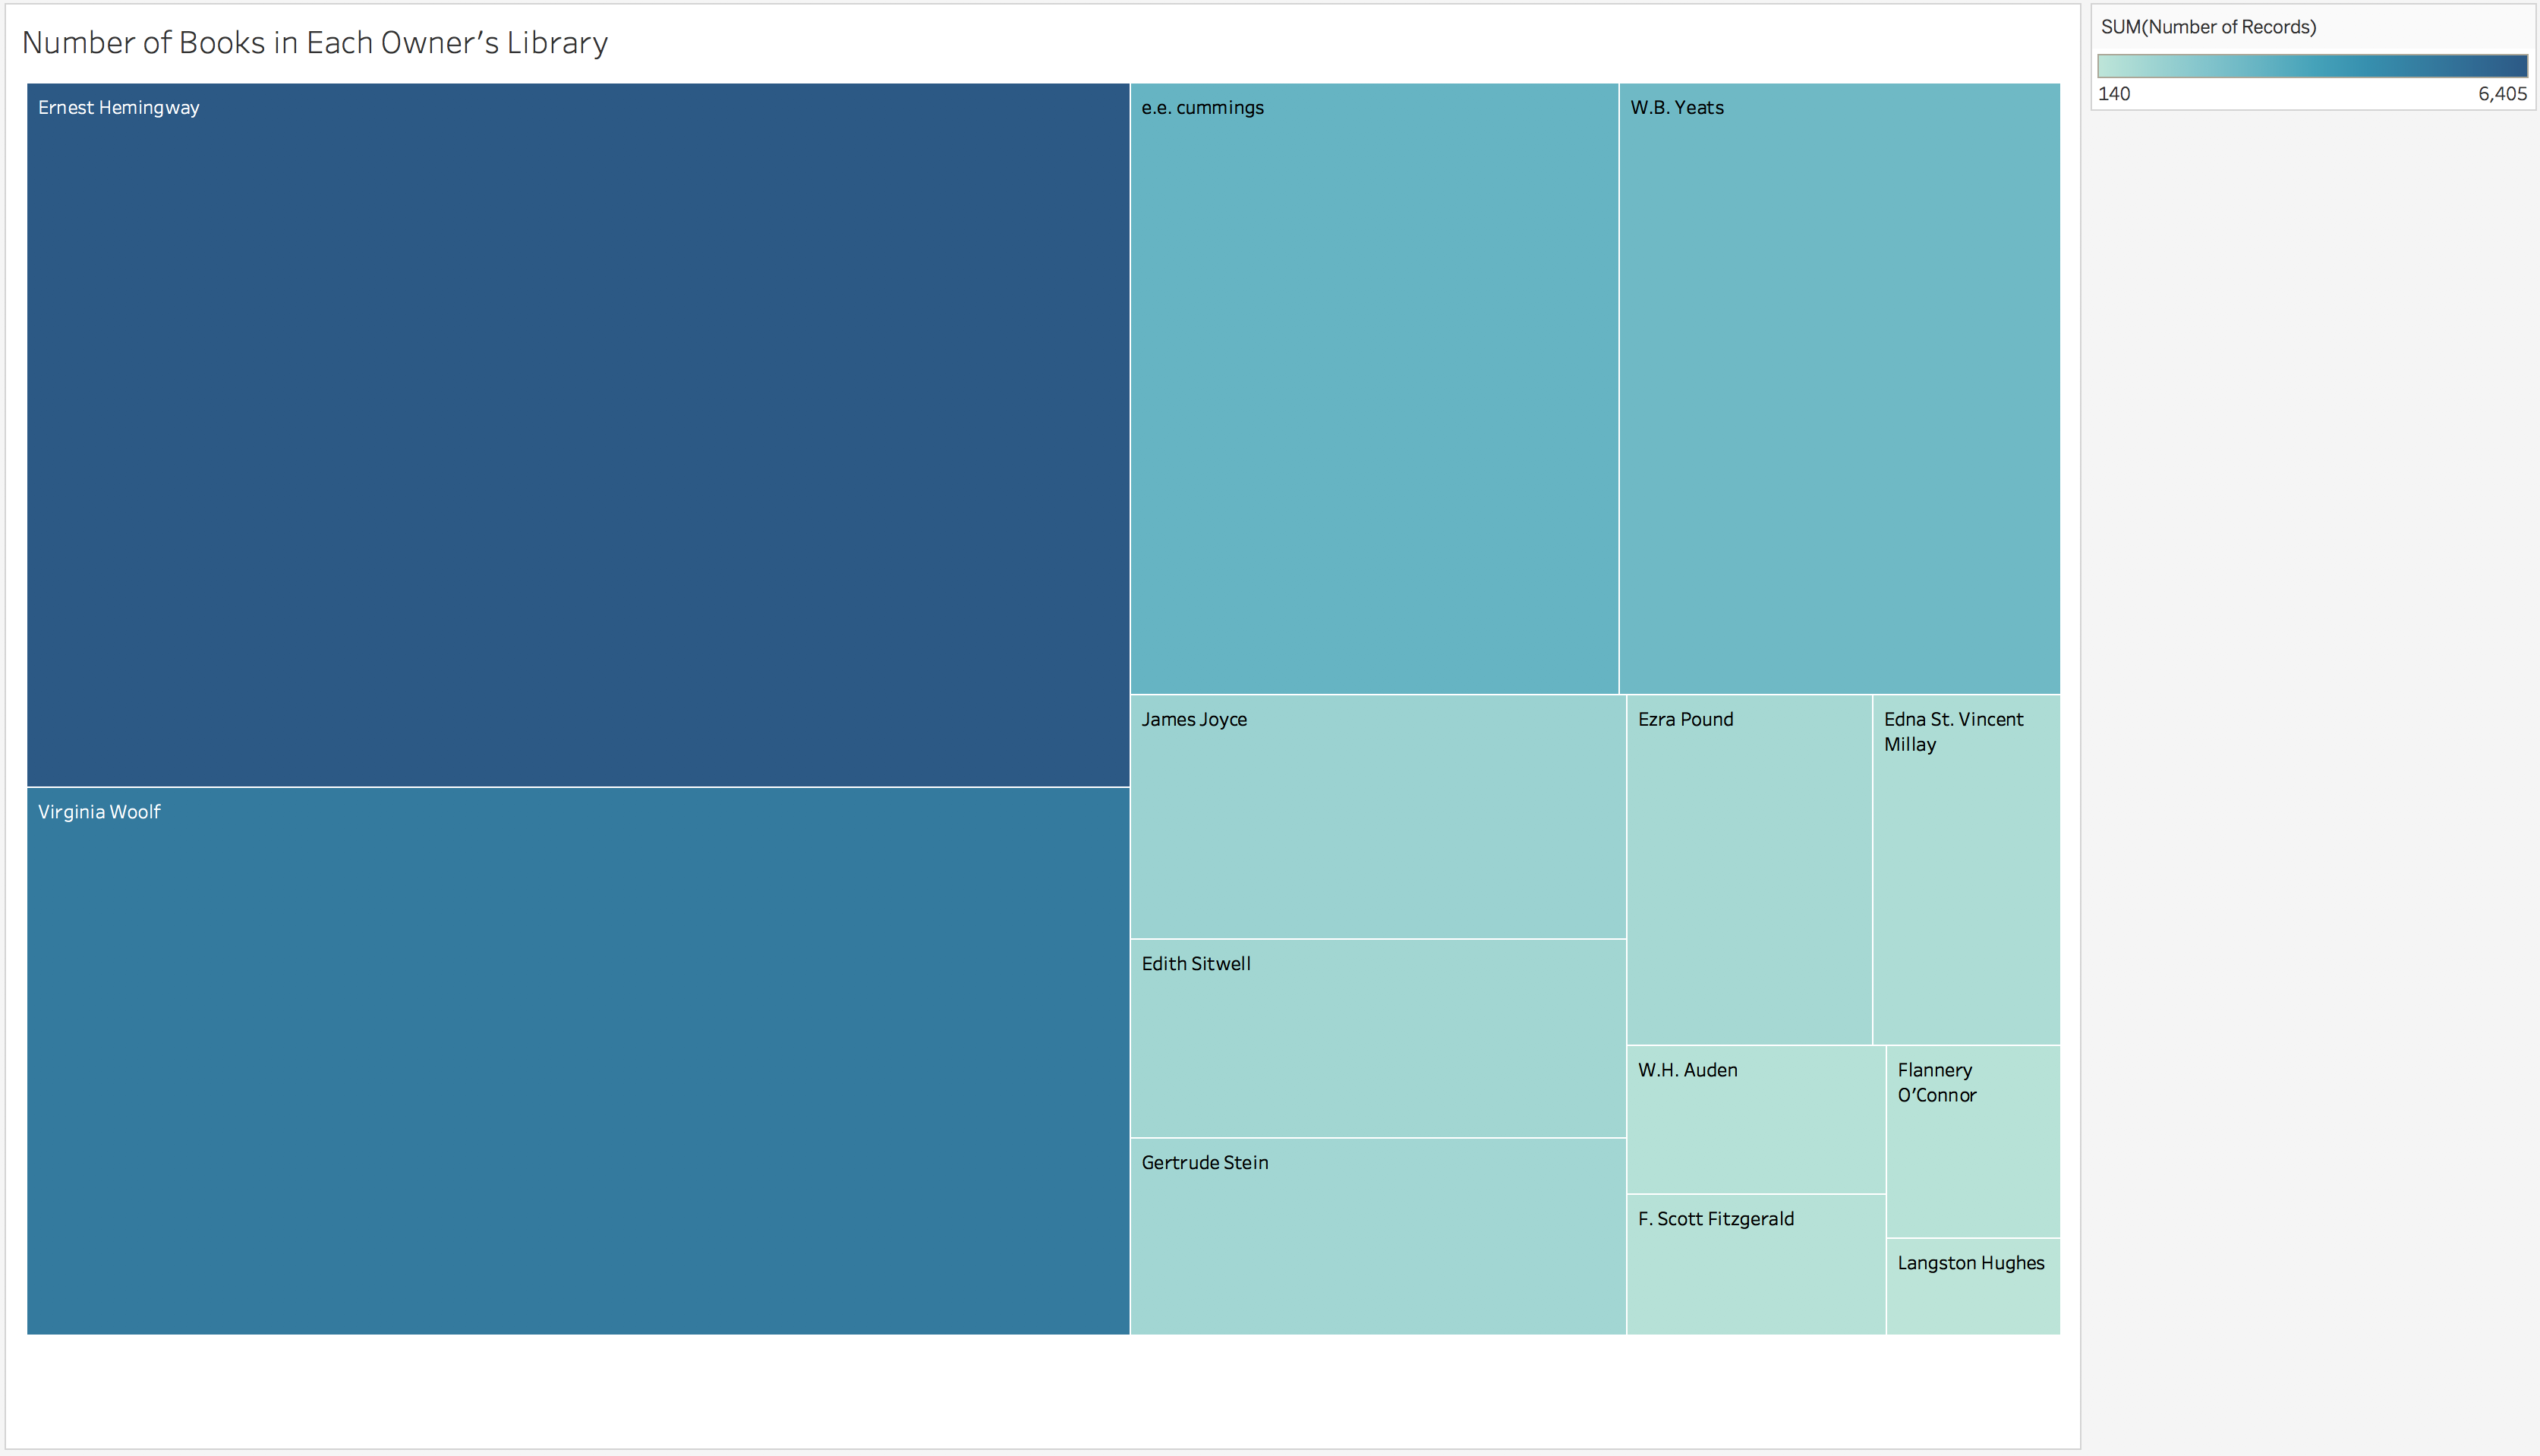 Number of Books in Each Owner's Library
SUM(Number of Records)
140
6,405
Ernest Hemingway
e.e. cummings
W.B. Yeats
Virginia Woolf
James Joyce
Ezra Pound
Edna St. Vincent
Millay
Edith Sitwell
W.H. Auden
Flannery
O'Connor
Gertrude Stein
F. Scott Fitzgerald
Langston Hughes